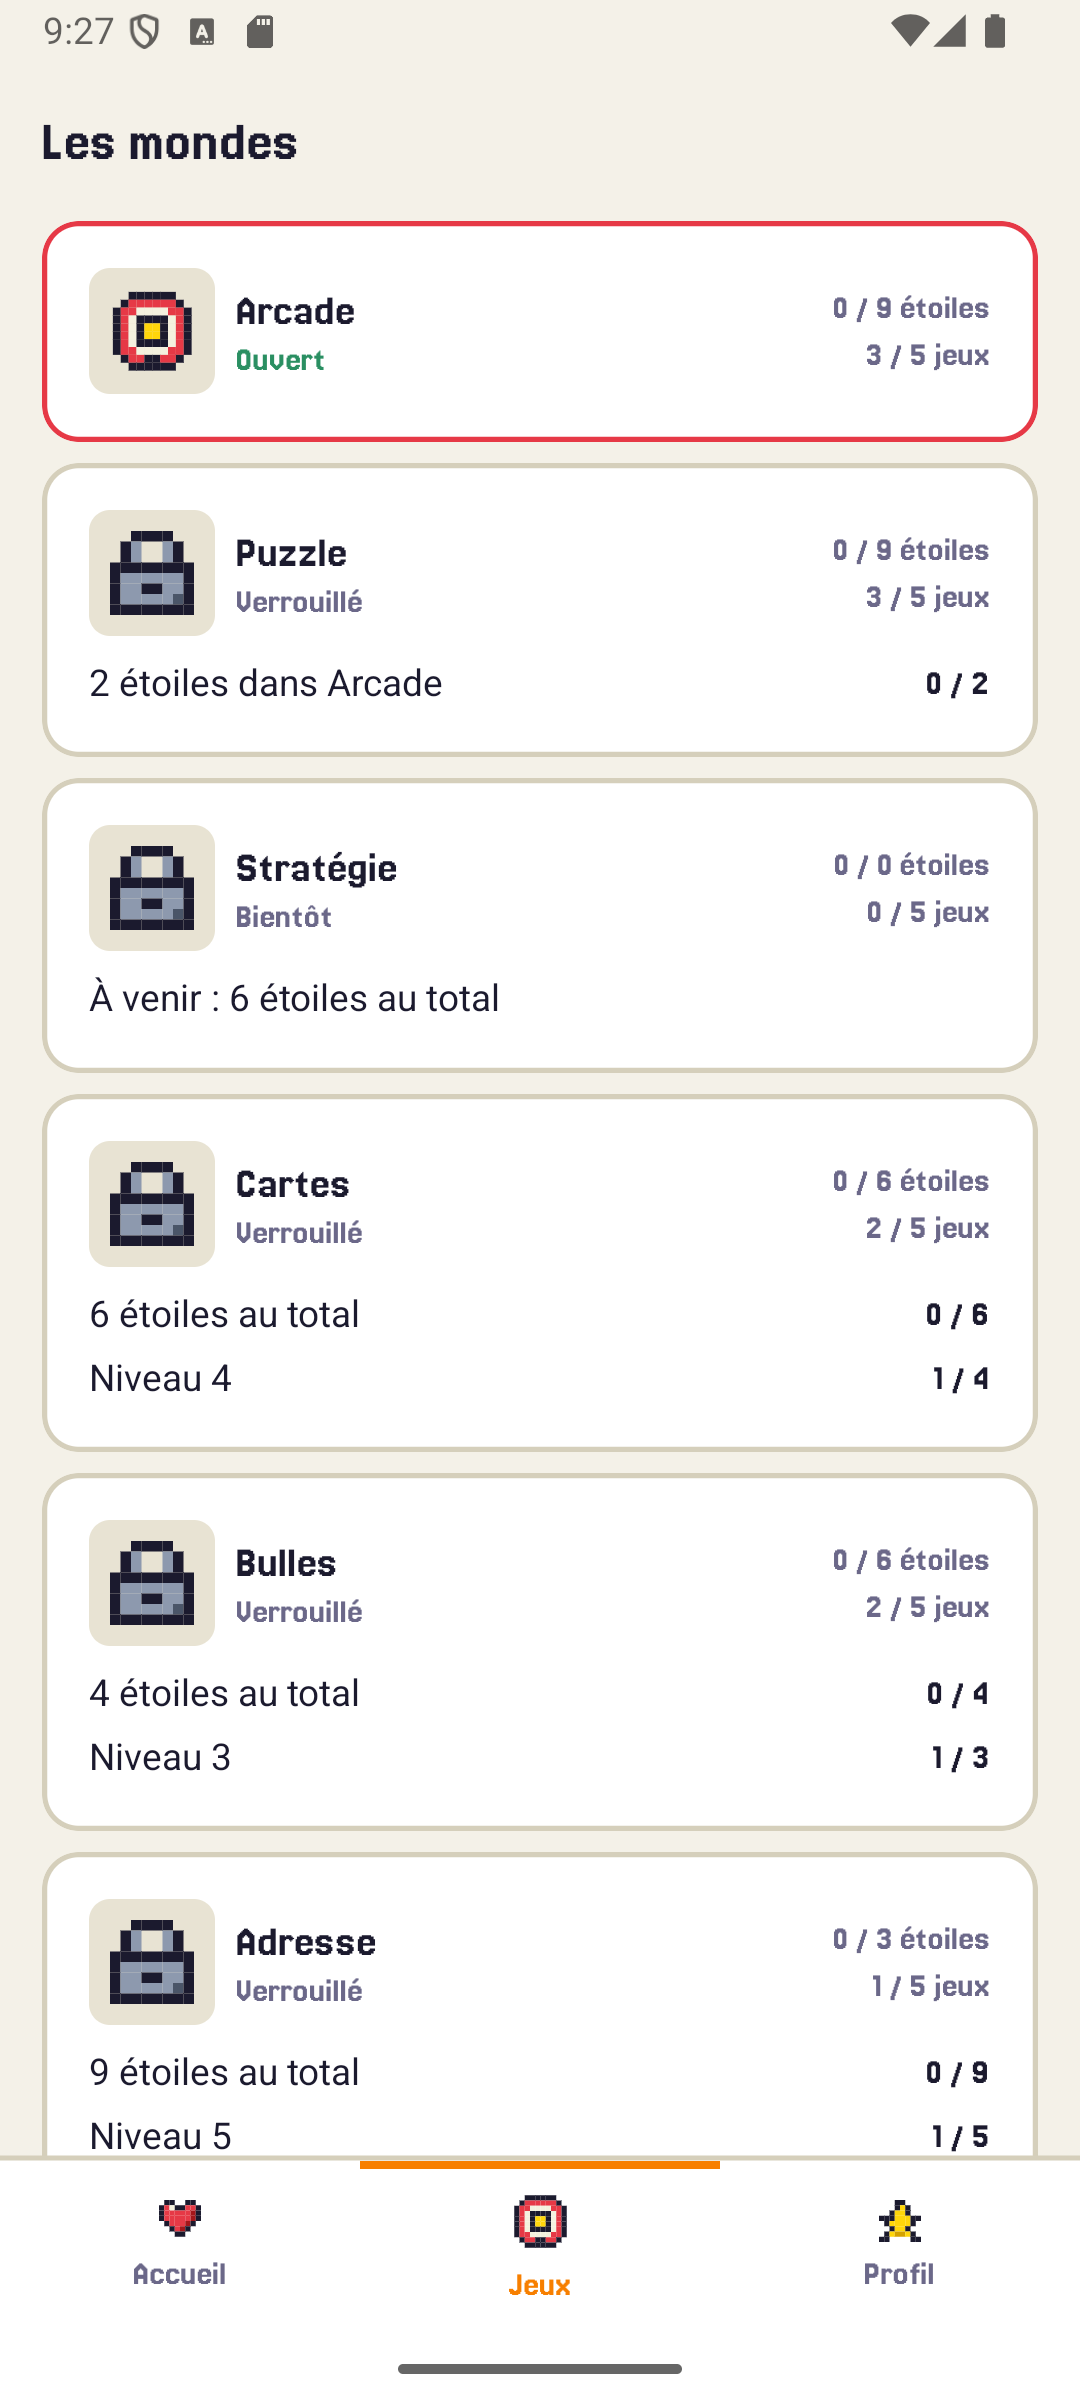 9:27
Les mondes
Arcade
Ouvert
0 / 9 étoiles
3 / 5 jeux
Puzzle
Verrouillé
0 / 9 étoiles
3 / 5 jeux
2 étoiles dans Arcade
0 / 2
Stratégie
Bientôt
0 / 0 étoiles
0 / 5 jeux
À venir : 6 étoiles au total
Cartes
Verrouillé
0 / 6 étoiles
2 / 5 jeux
6 étoiles au total
0 / 6
Niveau 4
1 / 4
Bulles
Verrouillé
0 / 6 étoiles
2 / 5 jeux
4 étoiles au total
0 / 4
Niveau 3
1 / 3
Adresse
Verrouillé
0 / 3 étoiles
1 / 5 jeux
9 étoiles au total
0 / 9
Niveau 5
1 / 5
Accueil
Jeux
Profil